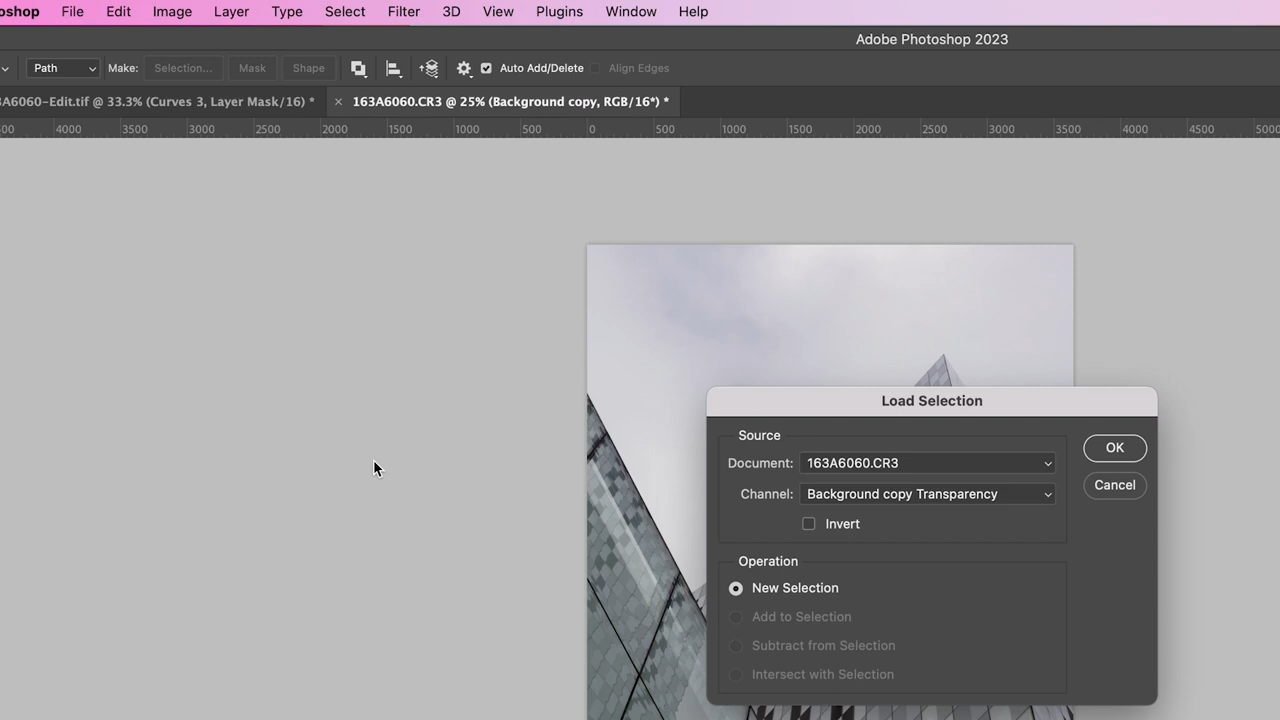 oshop File Edit Image Layer Type Select Filter 3D View Plugins Window Help
Adobe Photoshop 2023
Path Make: Selection... Mask Shape Auto Add/Delete Align Edges
3A6060-Edit.tif @ 33.3% (Curves 3, Layer Mask/16) * × 163A6060.CR3 @ 25% (Background copy, RGB/16*) *
500 4000 3500 3000 2500 2000 1500 1000 500 0 500 1000 1500 2000 2500 3000 3500 4000 4500 5000
Load Selection
Source
OK
Document: 163A6060.CR3
Cancel
Channel: Background copy Transparency
Invert
Operation
New Selection
Add to Selection
Subtract from Selection
Intersect with Selection